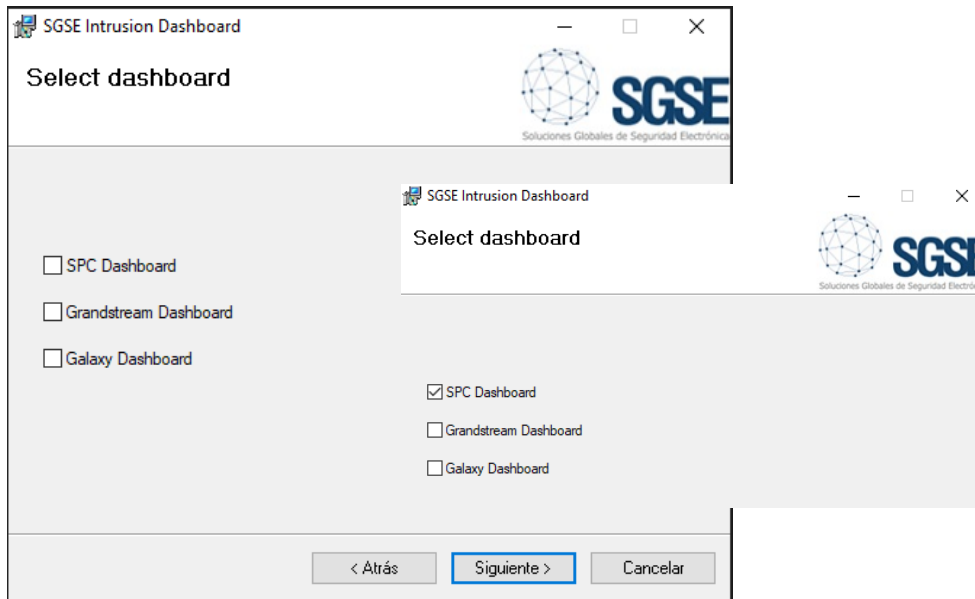 SGSE Intrusion Dashboard
Select dashboard
SGSE
Soluciones Globales de Seguridad Electrónica
SPC Dashboard
Grandstream Dashboard
Galaxy Dashboard
< Atrás
Siguiente >
Cancelar
SGSE Intrusion Dashboard
Select dashboard
SGSE
Soluciones Globales de Seguridad Electró
SPC Dashboard
Grandstream Dashboard
Galaxy Dashboard